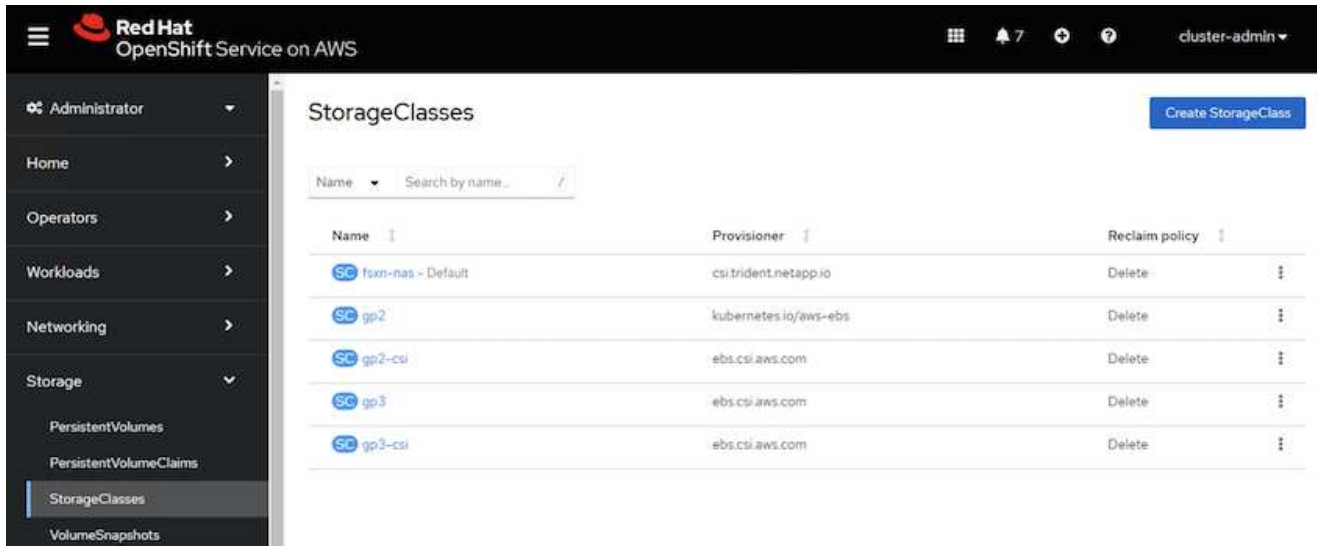 Red Hat
OpenShift Service on AWS
7
cluster-admin
Administrator
Home
Operators
Workloads
Networking
Storage
PersistentVolumes
PersistentVolumeClaims
StorageClasses
VolumeSnapshots
StorageClasses
Create StorageClass
Name Search by name... /
Name Provisioner Reclaim policy
SC fsxn-nas - Default csi.trident.netapp.io Delete
SC gp2 kubernetes.io/aws-ebs Delete
SC gp2-csi ebs.csi.aws.com Delete
SC gp3 ebs.csi.aws.com Delete
SC gp3-csi ebs.csi.aws.com Delete